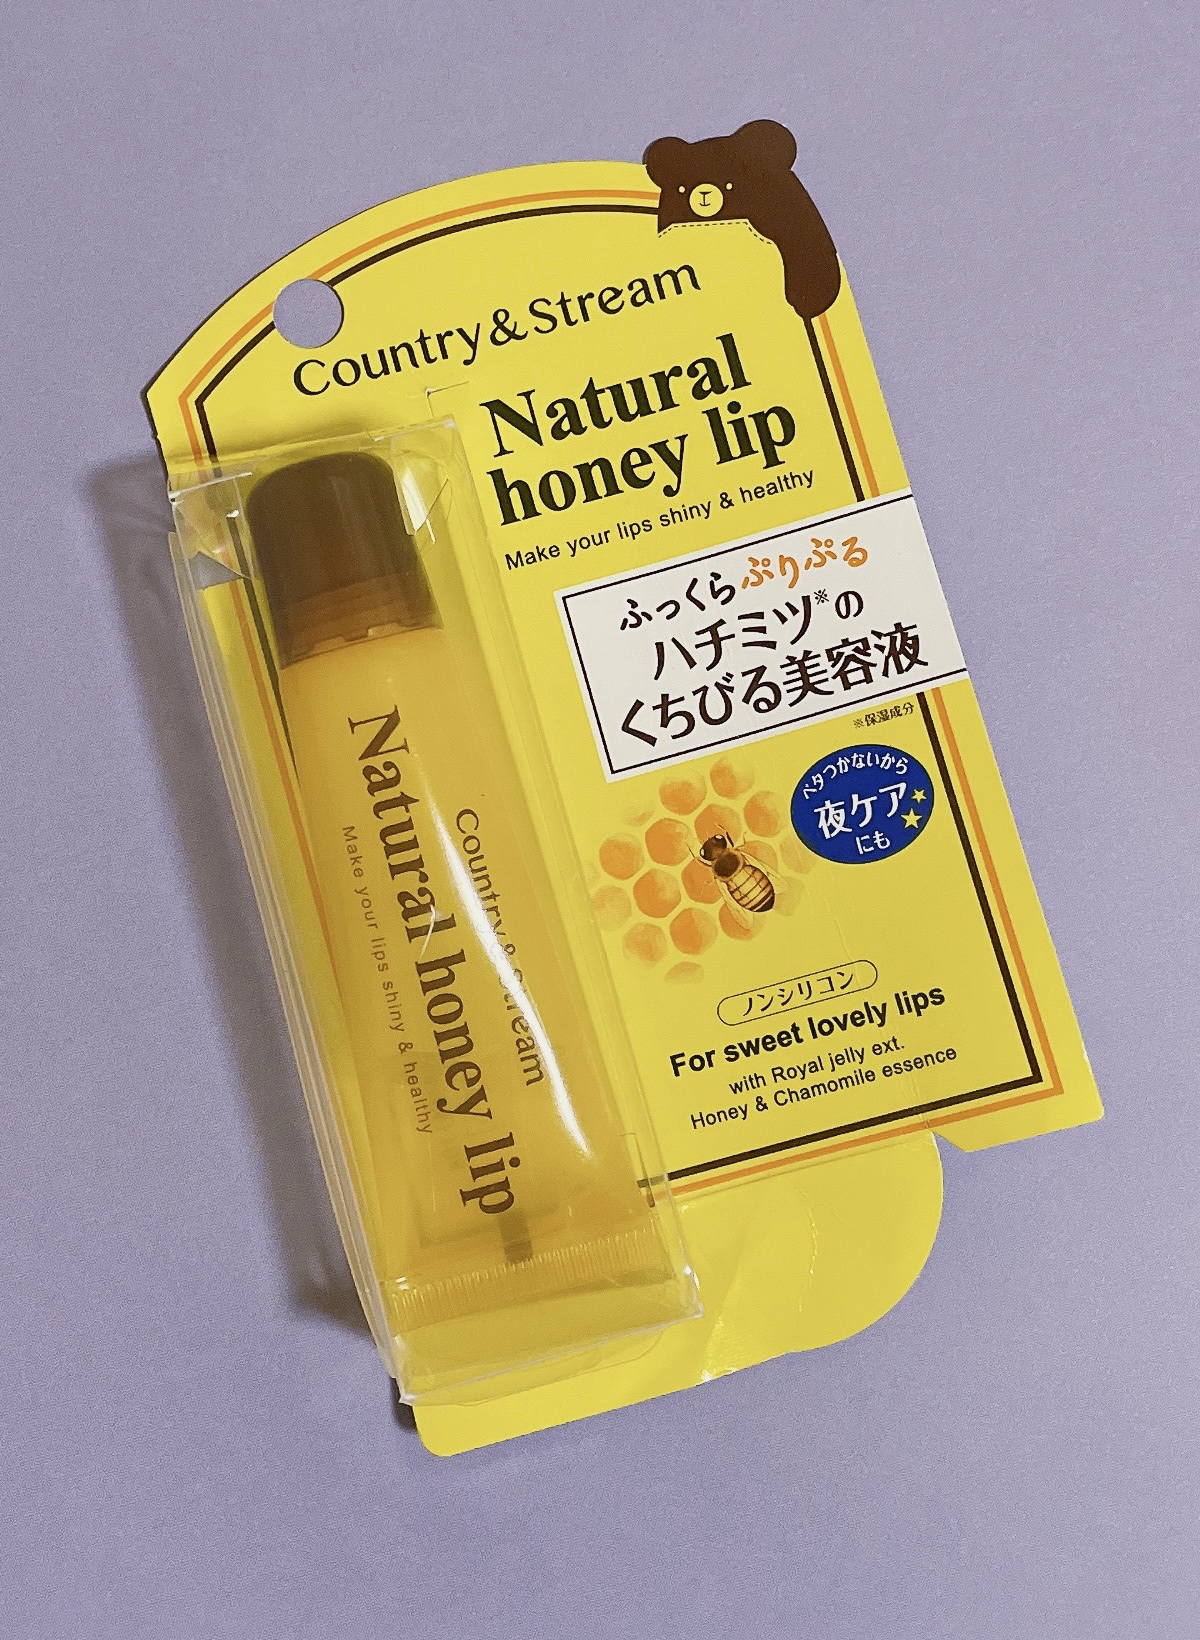 Country&Stream
Natural
honey lip
Make your lips shiny & healthy
ふっくらぷりぷる
ハチミツ※の
くちびる美容液
※保湿成分
ベタつかないから
夜ケア
にも
ノンシリコン
For sweet lovely lips
with Royal jelly ext.
Honey & Chamomile essence
Country & Stream
Natural honey lip
Make your lips shiny & healthy